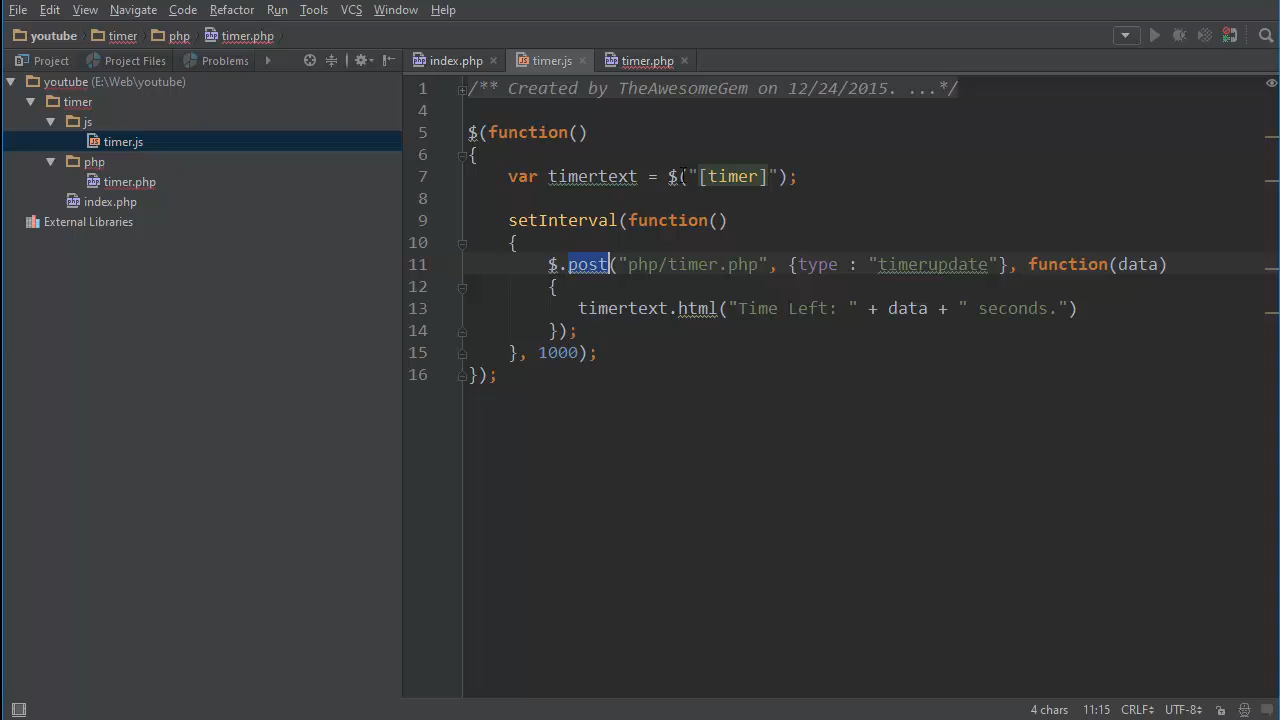 File Edit View Navigate Code Refactor Run Tools VCS Window Help
youtube timer php timer.php
Project Project Files Problems index.php timer.js timer.php
youtube (E:\Web\youtube)
timer
js
timer.js
php
timer.php
index.php
External Libraries
1 /** Created by TheAwesomeGem on 12/24/2015. ...*/
4
5 $(function()
6 {
7 var timertext = $("[timer]");
8
9 setInterval(function()
10 {
11 $.post("php/timer.php", {type : "timerupdate"}, function(data)
12 {
13 timertext.html("Time Left: " + data + " seconds.")
14 });
15 }, 1000);
16 });
4 chars 11:15 CRLF UTF-8